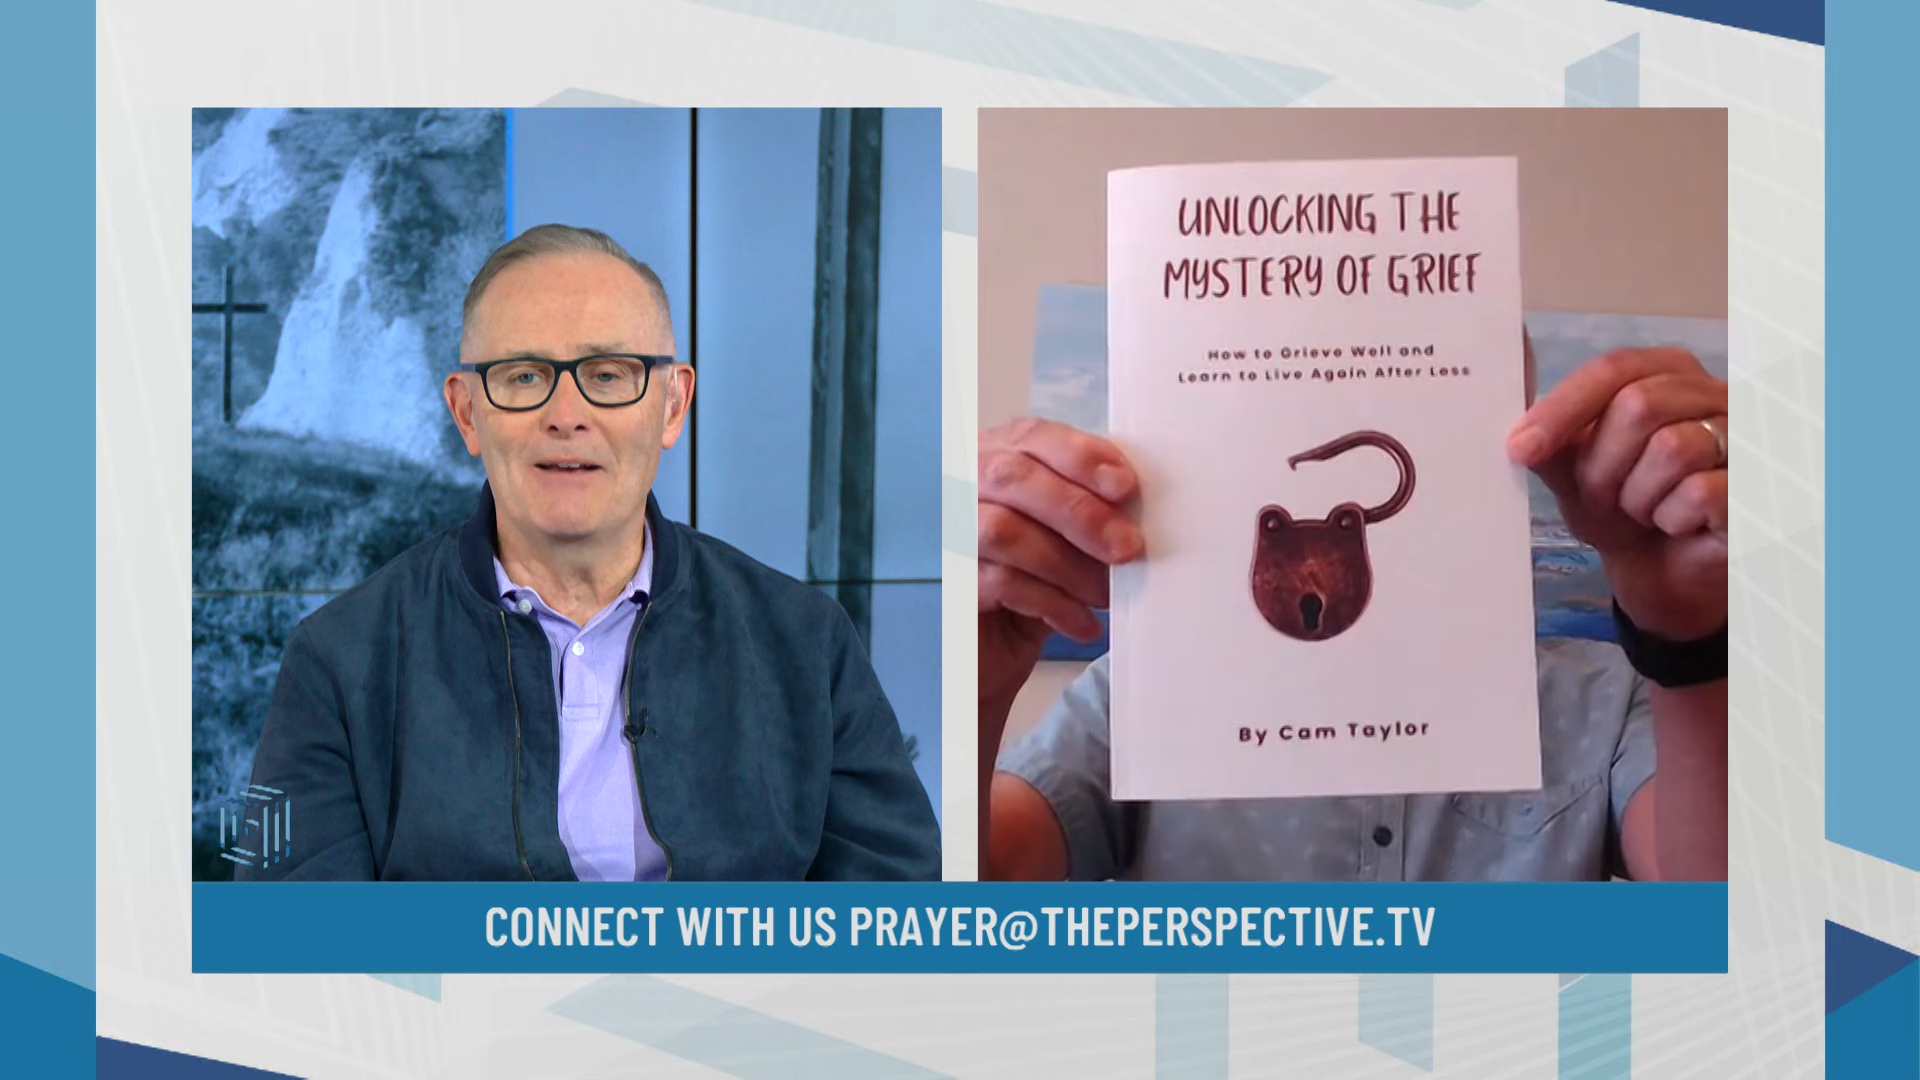 UNLOCKING THE
MYSTERY OF GRIEF
How to Grieve Well and
Learn to Live Again After Loss
By Cam Taylor
CONNECT WITH US PRAYER@THEPERSPECTIVE.TV